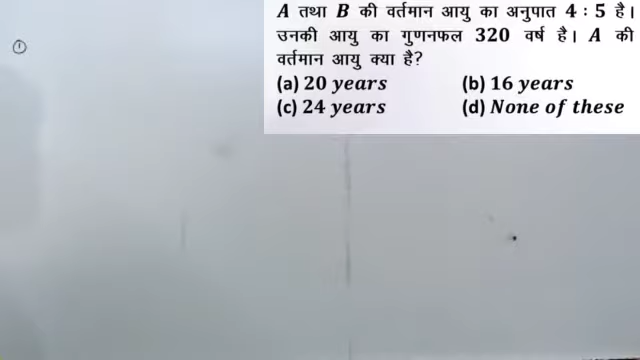 ①
A तथा B की वर्तमान आयु का अनुपात 4 : 5 है।
उनकी आयु का गुणनफल 320 वर्ष है। A की
वर्तमान आयु क्या है?
(a) 20 years (b) 16 years
(c) 24 years (d) None of these